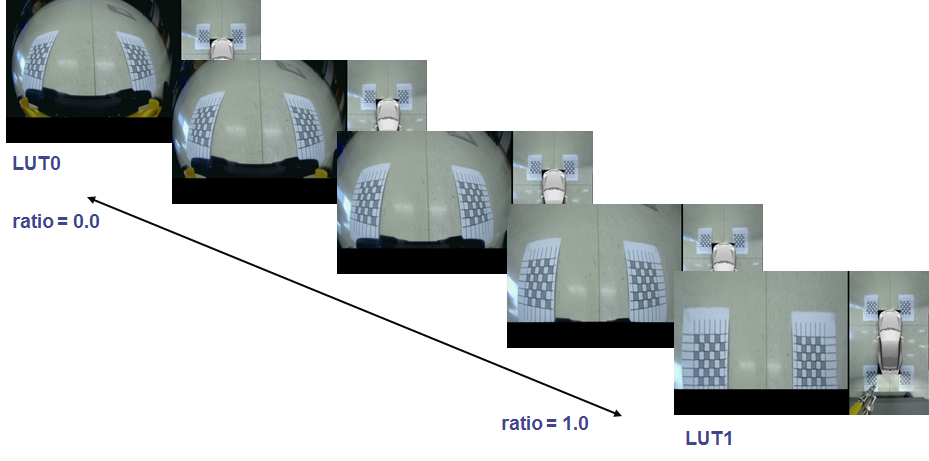 LUT0
ratio = 0.0
ratio = 1.0
LUT1